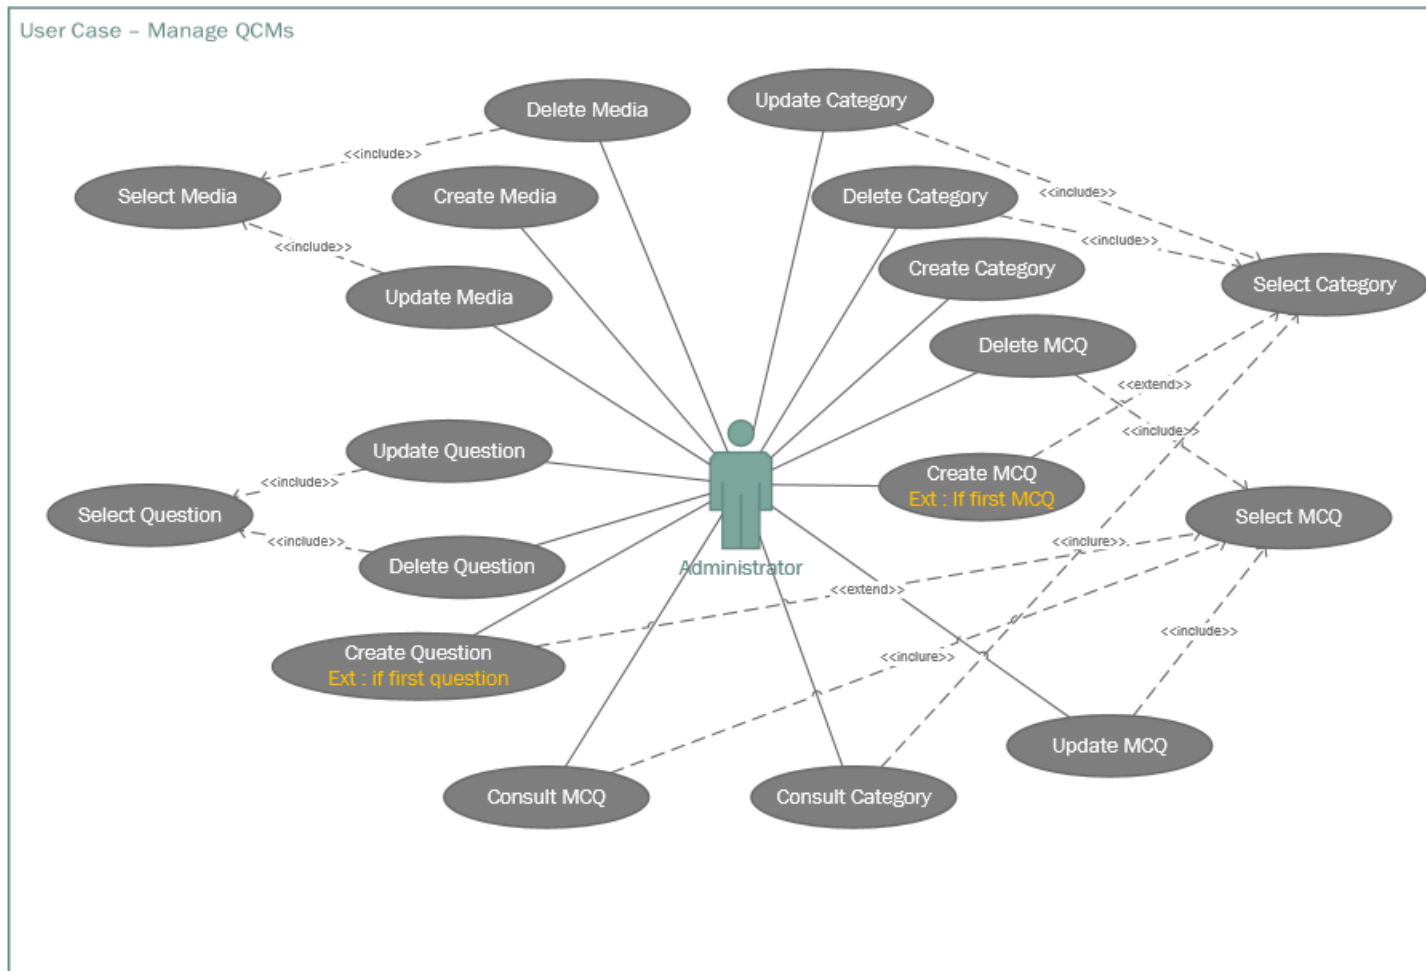 User Case – Manage QCMs
Delete Media
Update Category
<<include>>
Select Media
Create Media
Delete Category
<<include>>
<<include>>
<<include>>
Update Media
Create Category
Select Category
Delete MCQ
<<extend>>
<<include>>
Update Question
<<include>>
Select Question
<<include>>
Delete Question
Create MCQ
Ext : If first MCQ
Select MCQ
<<inclure>>
Administrator
<<extend>>
Create Question
Ext : if first question
<<inclure>>
<<include>>
Update MCQ
Consult MCQ
Consult Category